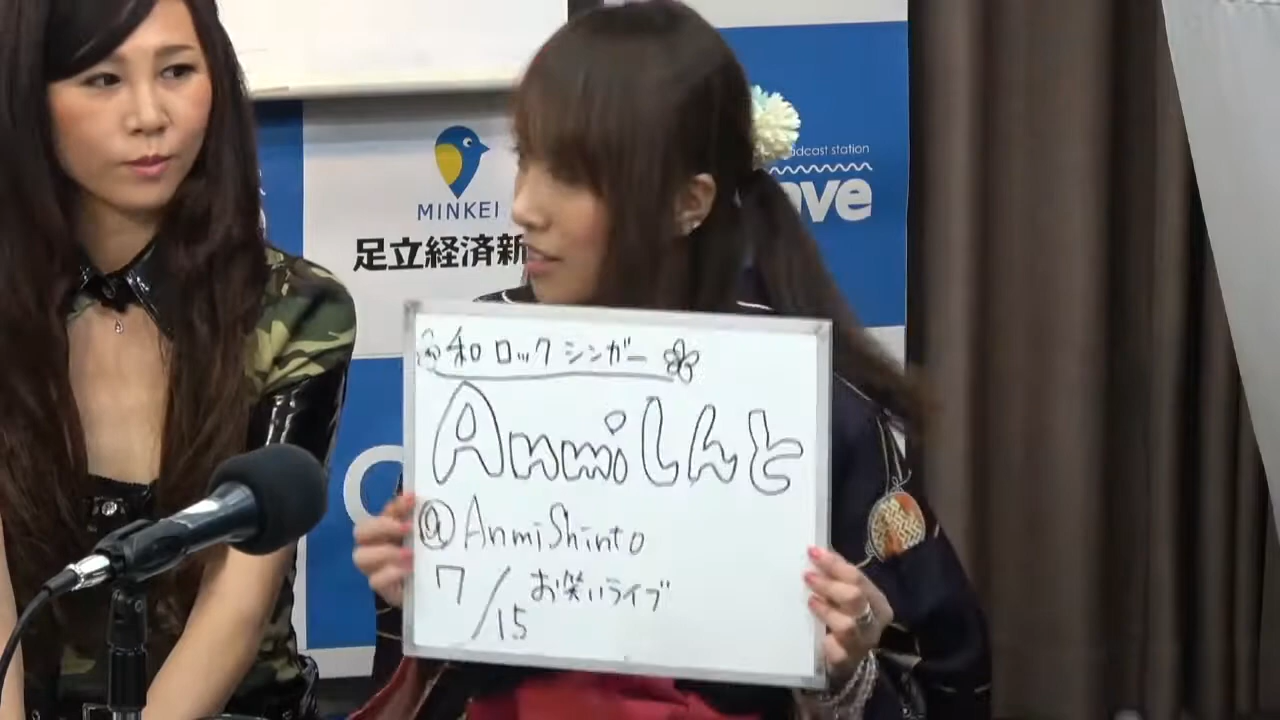 adcast station
ave
MINKEI
足立経済新
和ロックシンガー
Anmiしんと
@AnmiShinto
7/15 お笑いライブ